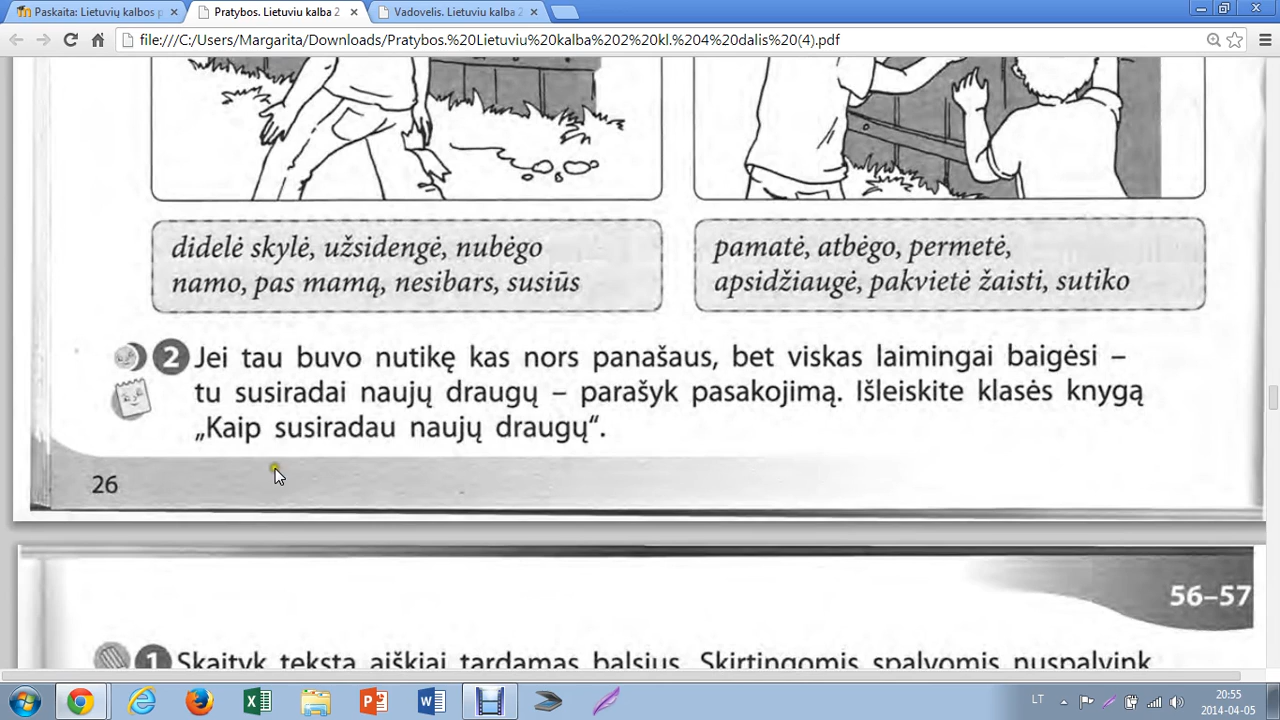 Paskaita: Lietuvių kalbos p
Pratybos. Lietuviu kalba 2
Vadovelis. Lietuviu kalba 2
file:///C:/Users/Margarita/Downloads/Pratybos.%20Lietuviu%20kalba%202%20kl.%204%20dalis%20(4).pdf
didelė skylė, užsidengė, nubėgo
namo, pas mamą, nesibars, susiūs
pamatė, atbėgo, permetė,
apsidžiaugė, pakvietė žaisti, sutiko
2 Jei tau buvo nutikę kas nors panašaus, bet viskas laimingai baigėsi –
tu susiradai naujų draugų – parašyk pasakojimą. Išleiskite klasės knygą
„Kaip susiradau naujų draugų“.
26
56–57
1 Skaityk tekstą aiškiai tardamas balsius. Skirtingomis spalvomis nuspalvink
LT
20:55
2014-04-05